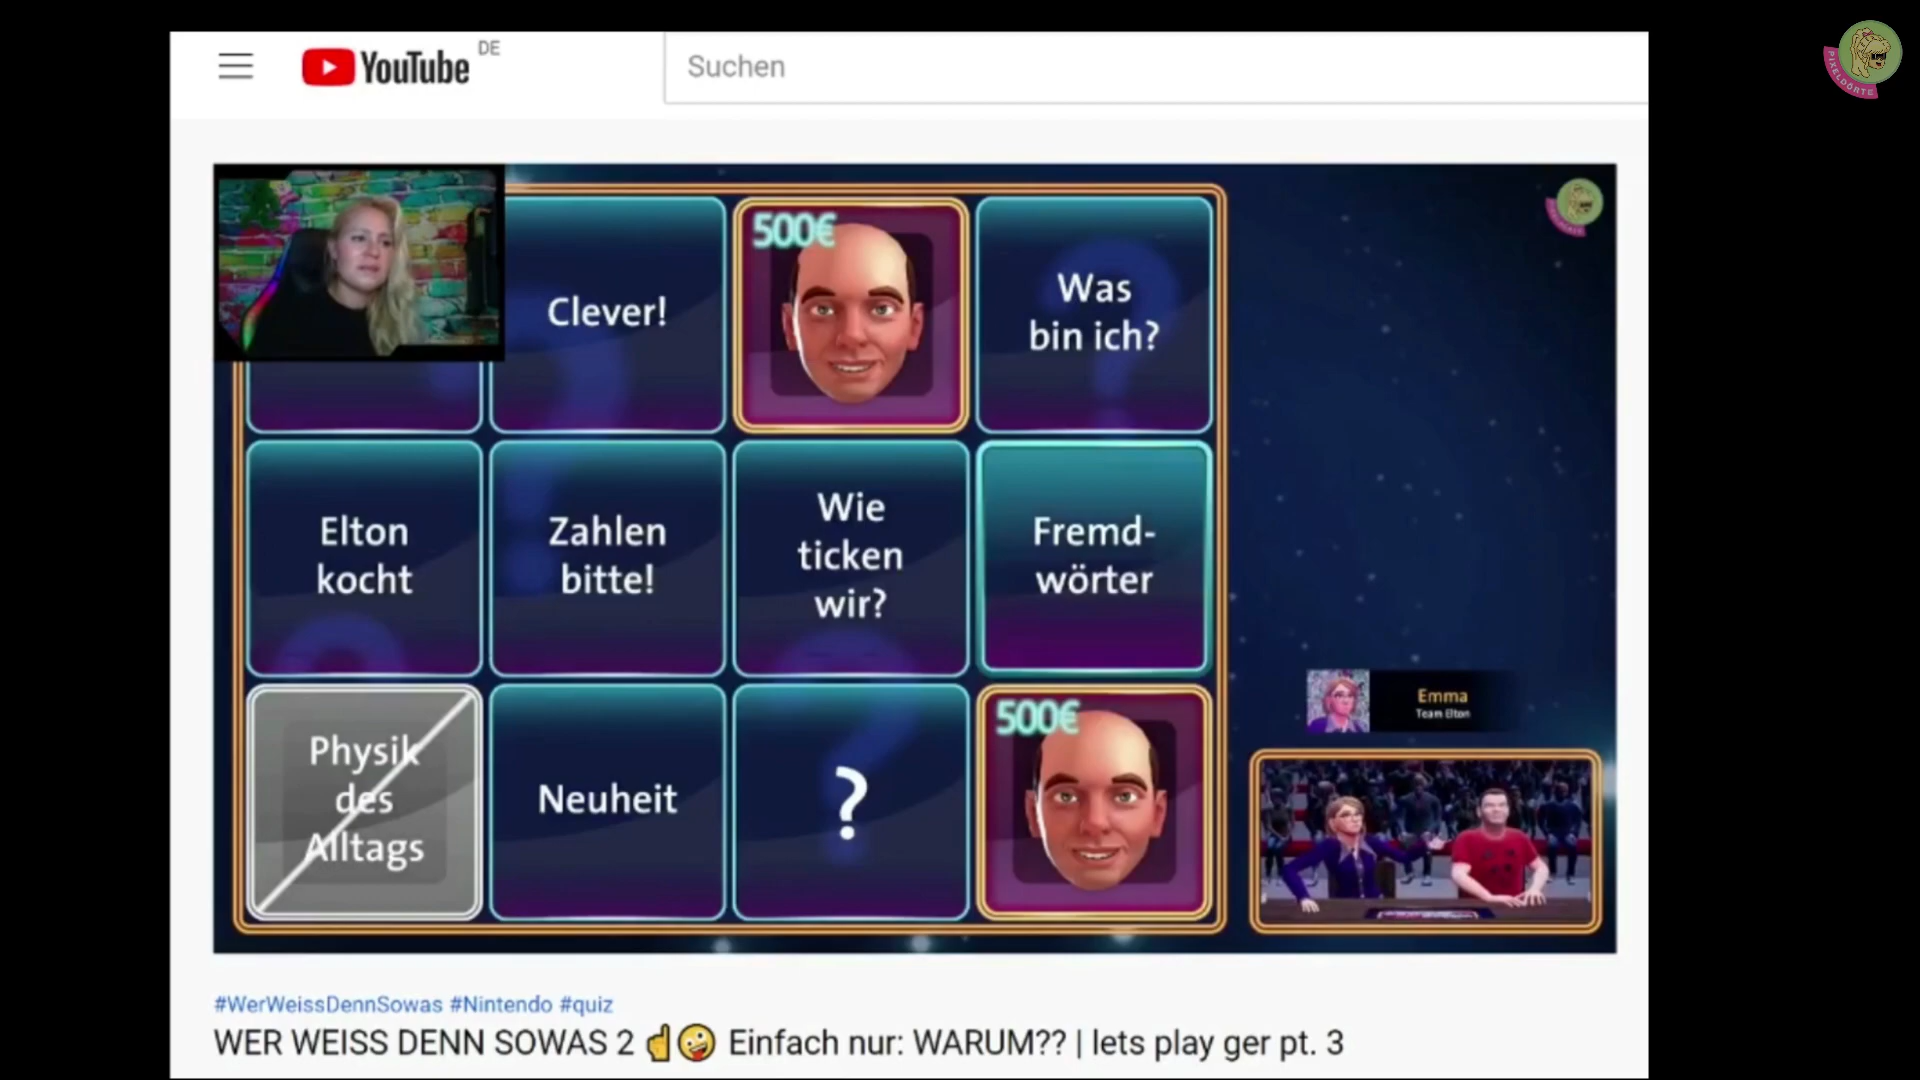 YouTube DE
Suchen
PIXELDÖRTE
Clever!
500€
Was
bin ich?
Elton
kocht
Zahlen
bitte!
Wie
ticken
wir?
Fremd-
wörter
Physik
des
Alltags
Neuheit
?
500€
Emma
Team Elton
#WerWeissDennSowas #Nintendo #quiz
WER WEISS DENN SOWAS 2 ☝️🤪 Einfach nur: WARUM?? | lets play ger pt. 3